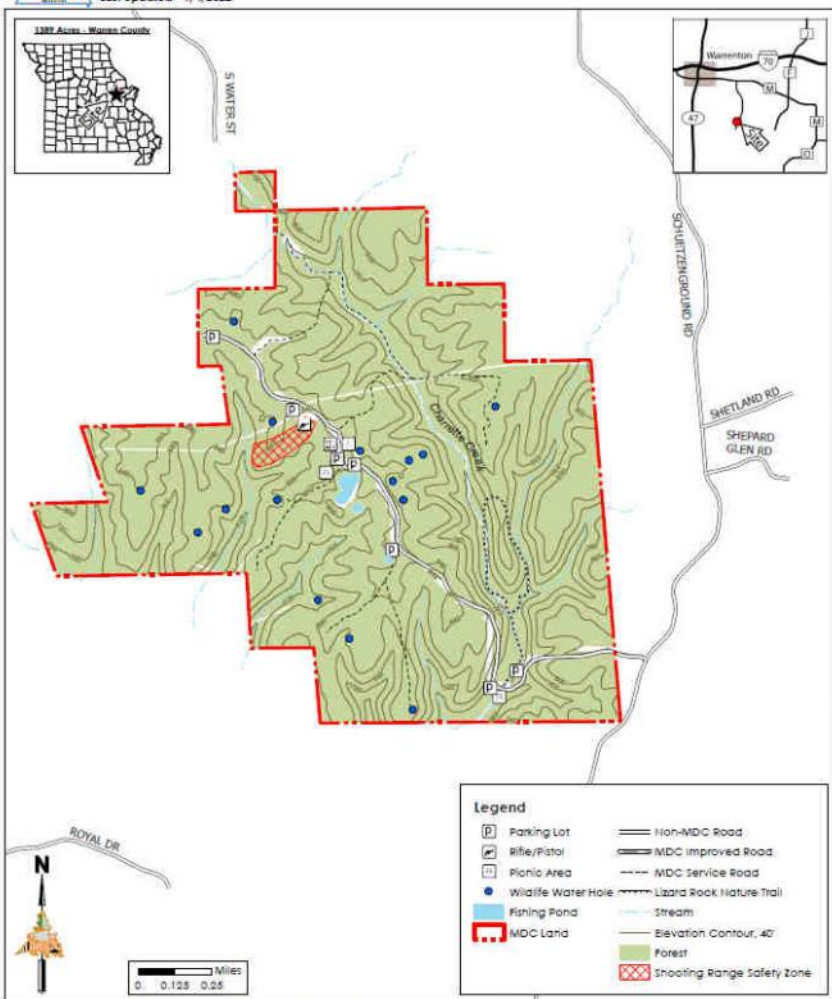 1389 Acres - Warren County
Site
Warrenton
70
J
F
M
47
M
O
Site
S WATER ST
SCHUETZENGROUND RD
SHETLAND RD
SHEPARD
GLEN RD
P
P
P
P
Charrette Creek
P
P
P
ROYAL DR
N
Miles
0 0.125 0.25
Legend
P Parking Lot
Rifle/Pistol
Picnic Area
Wildlife Water Hole
Fishing Pond
MDC Land
Non-MDC Road
MDC Improved Road
MDC Service Road
Lizard Rock Nature Trail
Stream
Elevation Contour, 40'
Forest
Shooting Range Safety Zone